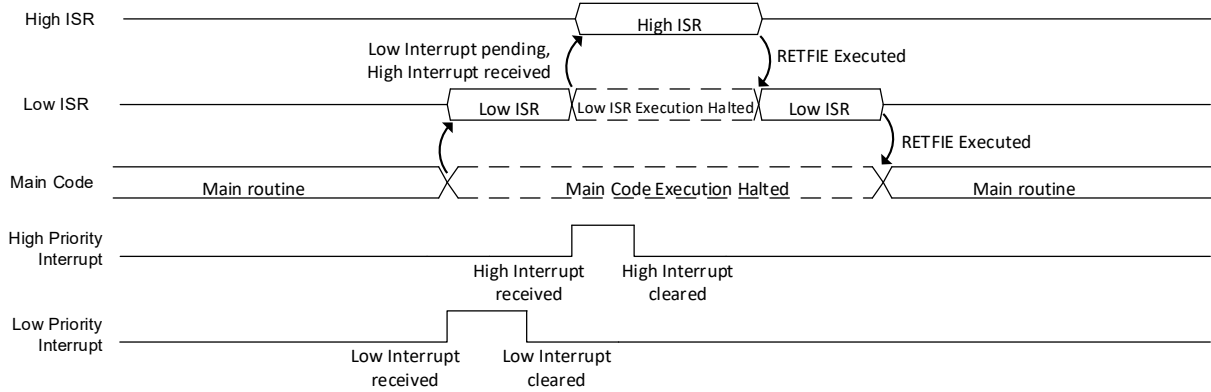 High ISR
High ISR
Low Interrupt pending,
High Interrupt received
RETFIE Executed
Low ISR
Low ISR
Low ISR Execution Halted
Low ISR
RETFIE Executed
Main Code
Main routine
Main Code Execution Halted
Main routine
High Priority
Interrupt
High Interrupt
received
High Interrupt
cleared
Low Priority
Interrupt
Low Interrupt
received
Low Interrupt
cleared